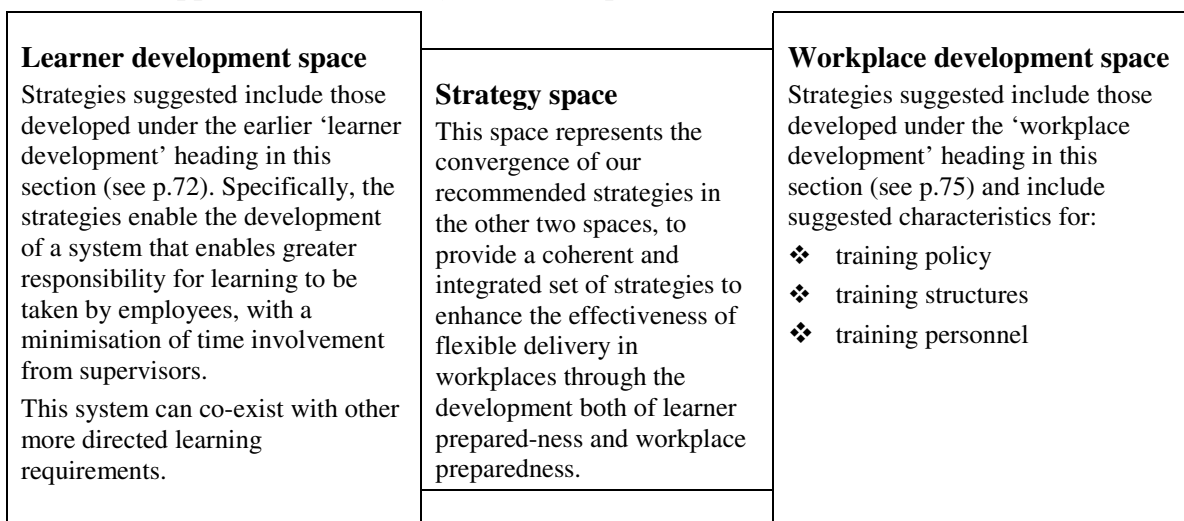 Learner development space
Strategies suggested include those
developed under the earlier ‘learner
development’ heading in this
section (see p.72). Specifically, the
strategies enable the development
of a system that enables greater
responsibility for learning to be
taken by employees, with a
minimisation of time involvement
from supervisors.
This system can co-exist with other
more directed learning
requirements.
Strategy space
This space represents the
convergence of our
recommended strategies in
the other two spaces, to
provide a coherent and
integrated set of strategies to
enhance the effectiveness of
flexible delivery in
workplaces through the
development both of learner
prepared-ness and workplace
preparedness.
Workplace development space
Strategies suggested include those
developed under the ‘workplace
development’ heading in this
section (see p.75) and include
suggested characteristics for:
❖ training policy
❖ training structures
❖ training personnel